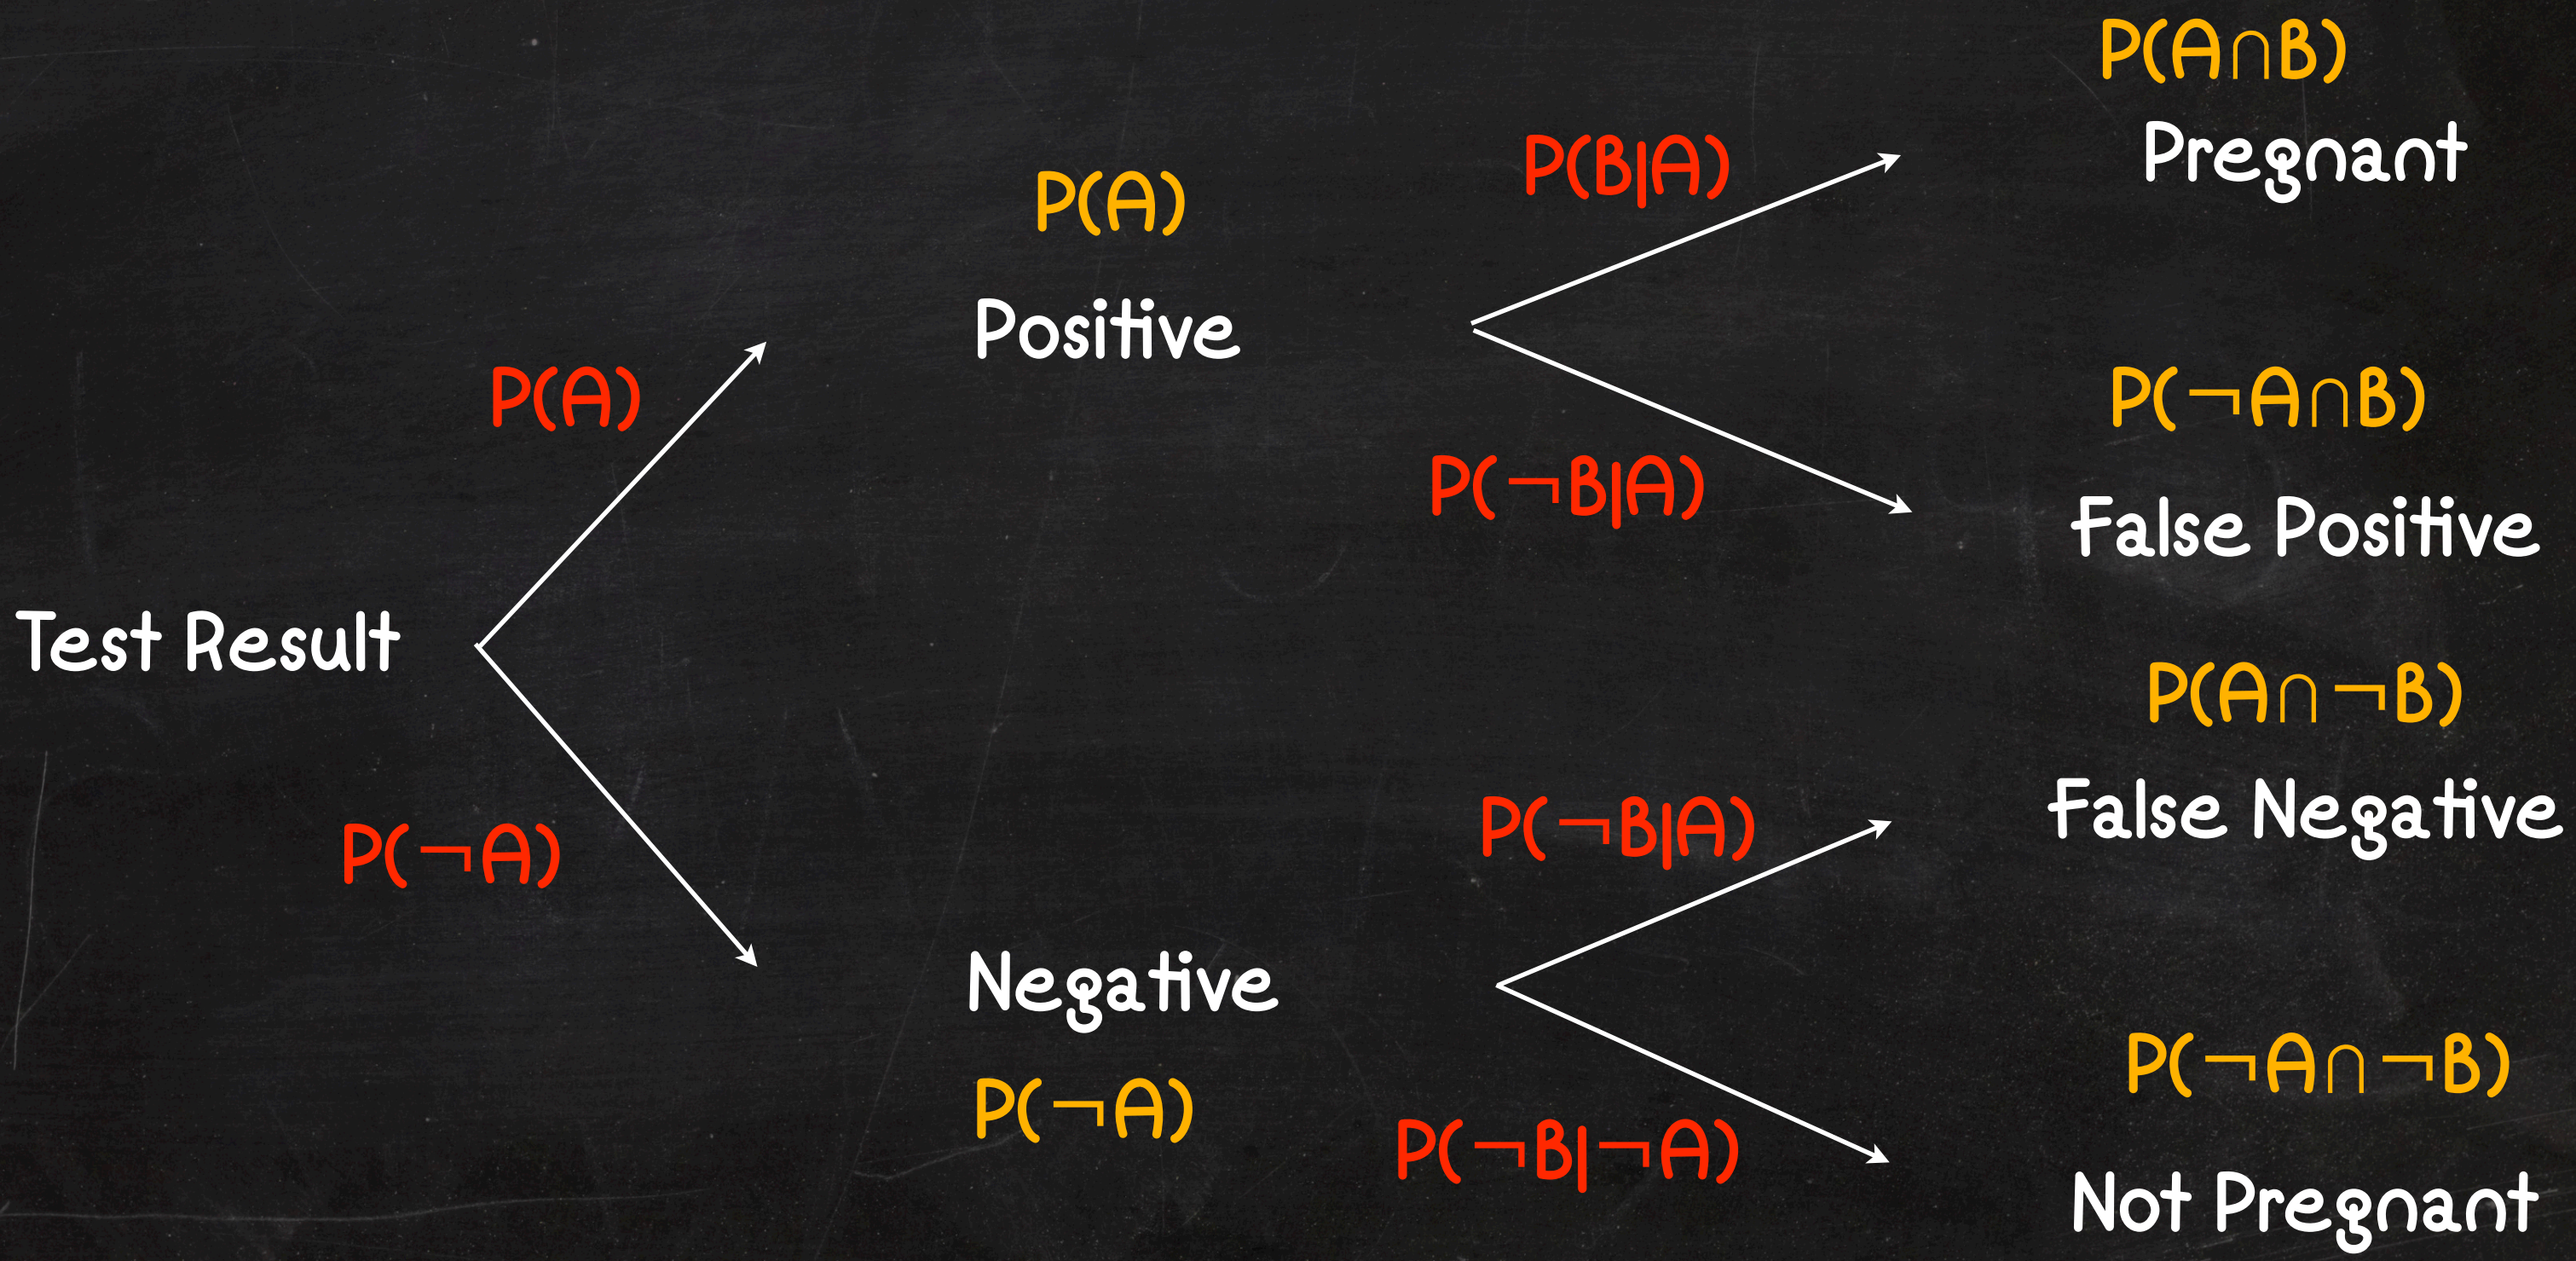 P(A∩B)
Pregnant
P(B|A)
P(A)
Positive
P(A)
P(¬A∩B)
False Positive
P(¬B|A)
Test Result
P(A∩¬B)
False Negative
P(¬B|A)
P(¬A)
Negative
P(¬A)
P(¬A∩¬B)
P(¬B|¬A)
Not Pregnant